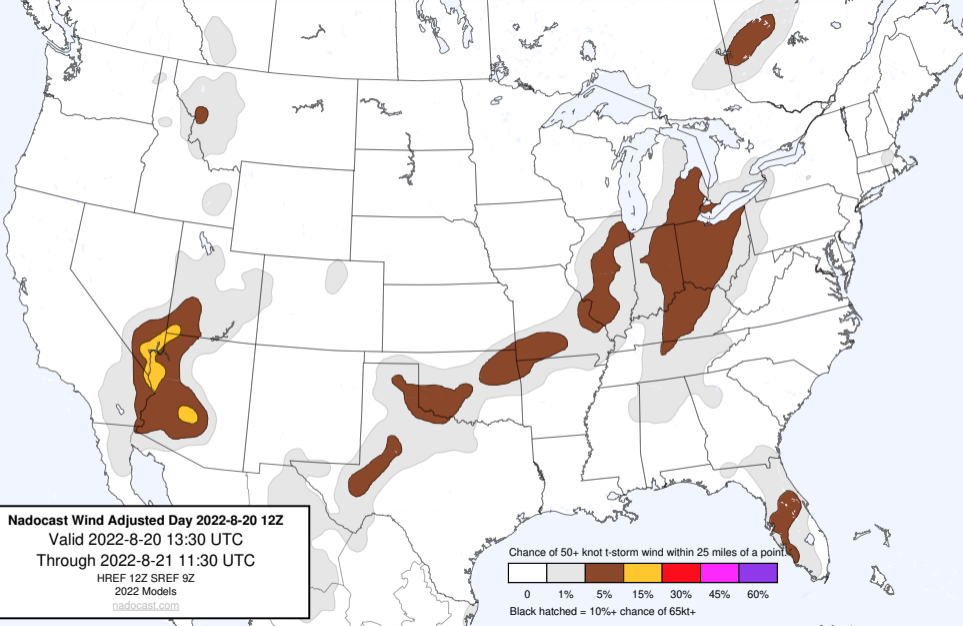 Nadocast Wind Adjusted Day 2022-8-20 12Z
Valid 2022-8-20 13:30 UTC
Through 2022-8-21 11:30 UTC
HREF 12Z SREF 9Z
2022 Models
nadocast.com
Chance of 50+ knot t-storm wind within 25 miles of a point.
0 1% 5% 15% 30% 45% 60%
Black hatched = 10%+ chance of 65kt+